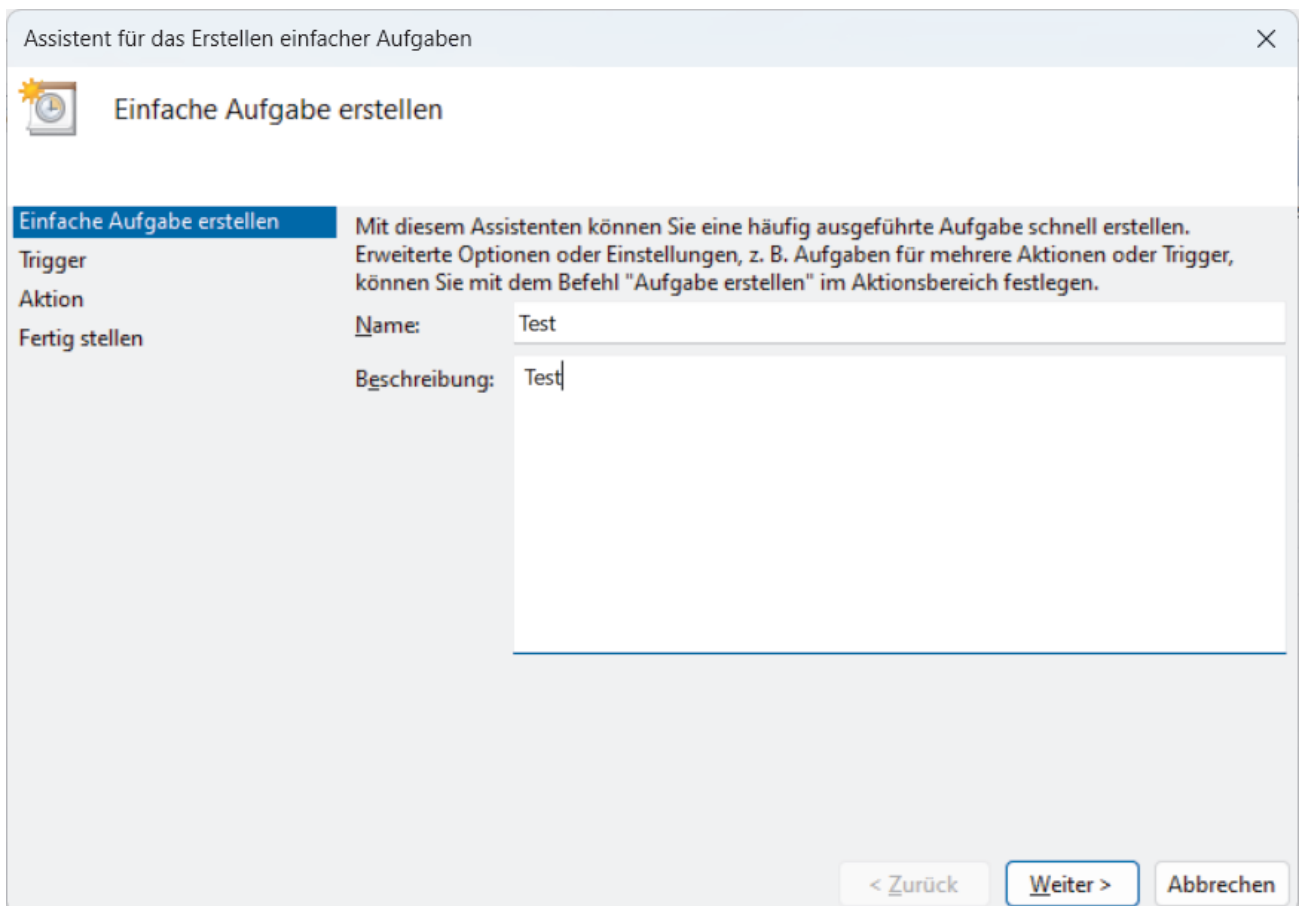 Assistent für das Erstellen einfacher Aufgaben
Einfache Aufgabe erstellen
Einfache Aufgabe erstellen
Trigger
Aktion
Fertig stellen
Mit diesem Assistenten können Sie eine häufig ausgeführte Aufgabe schnell erstellen.
Erweiterte Optionen oder Einstellungen, z. B. Aufgaben für mehrere Aktionen oder Trigger,
können Sie mit dem Befehl "Aufgabe erstellen" im Aktionsbereich festlegen.
Name: Test
Beschreibung: Test
< Zurück Weiter > Abbrechen